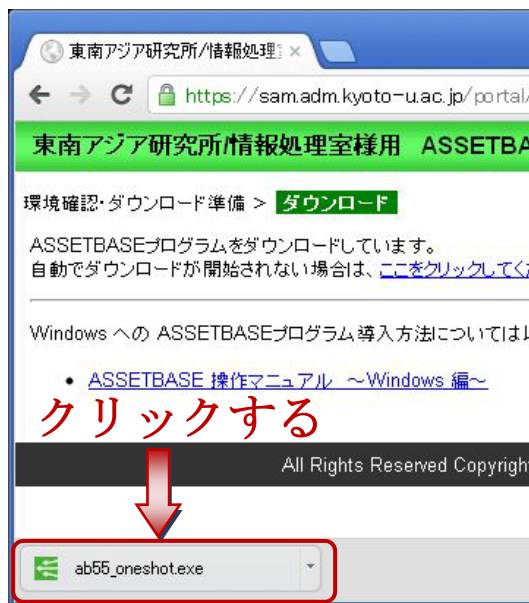 東南アジア研究所/情報処理
https://sam.adm.kyoto-u.ac.jp/portal/
東南アジア研究所/情報処理室様用 ASSETBA
環境確認・ダウンロード準備 > ダウンロード
ASSETBASEプログラムをダウンロードしています。
自動でダウンロードが開始されない場合は、ここをクリックしてく
Windows への ASSETBASEプログラム導入方法については
• ASSETBASE 操作マニュアル ～Windows 編～
クリックする
All Rights Reserved Copyrigh
ab55_oneshot.exe